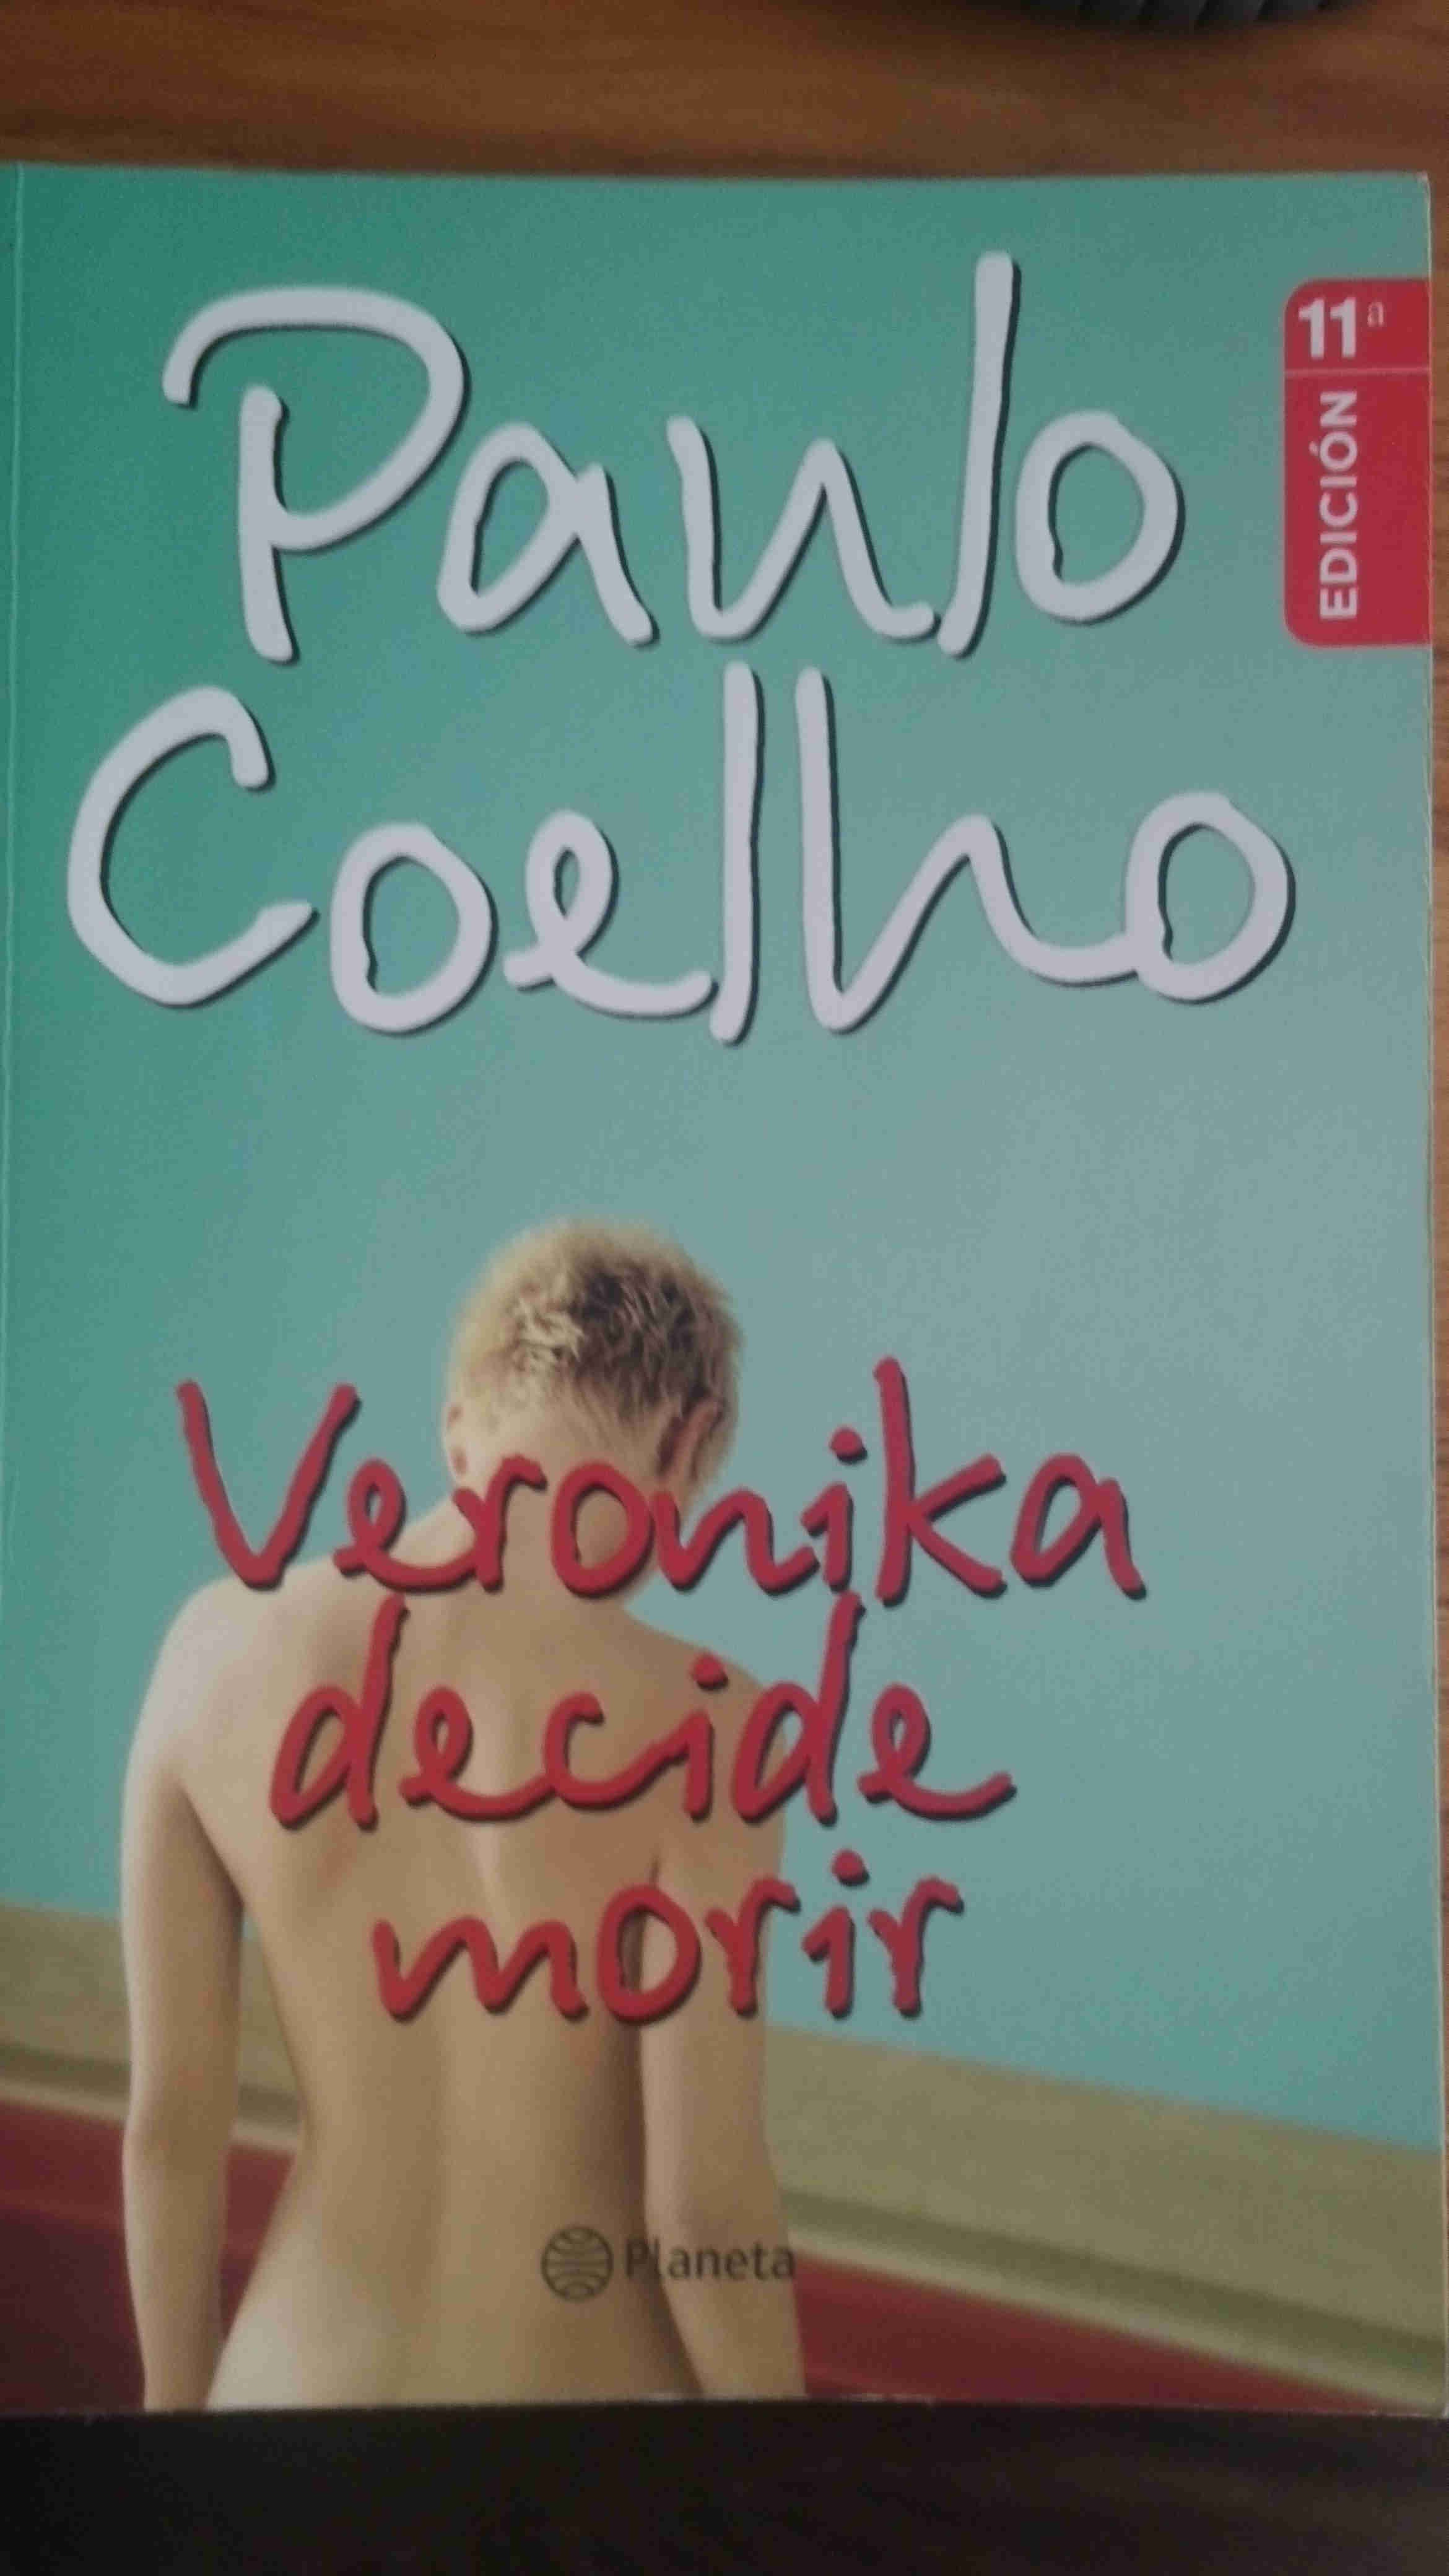 Paulo
Coelho
11ª
EDICIÓN
Veronika
decide
morir
Planeta